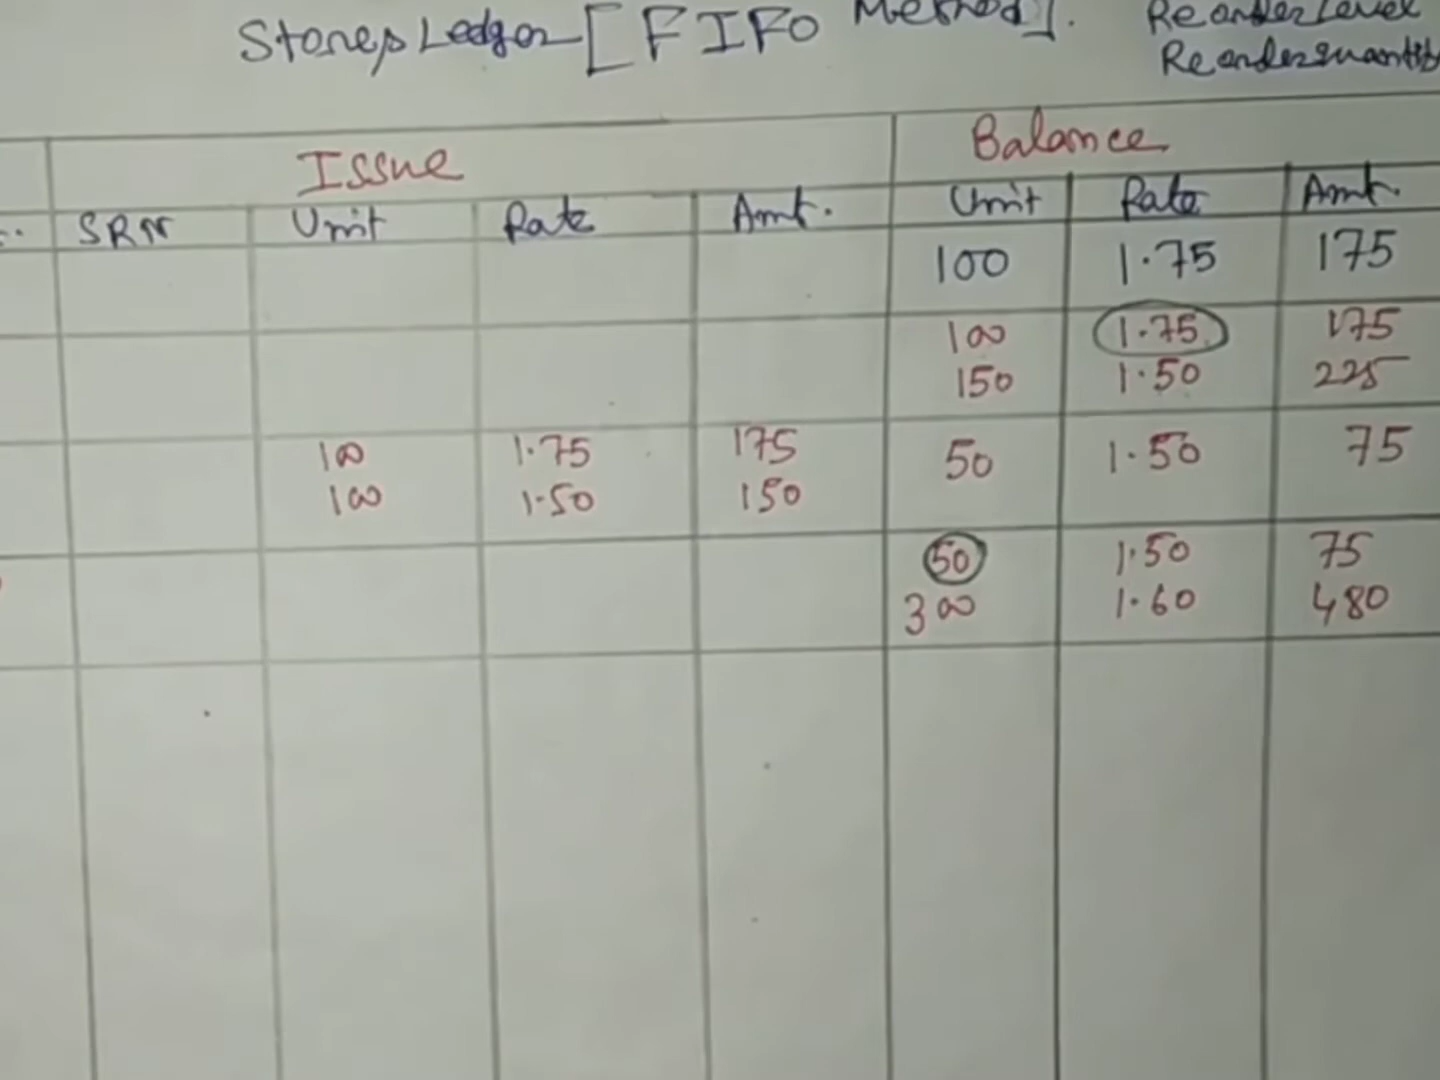 Stores Ledger [FIFO Method].
Reorder Level
Reorder quantity
Issue Balance
SRN Unit Rate Amt. Unit Rate Amt.
100 1.75 175
100 1.75 175
150 1.50 225
100 1.75 175 50 1.50 75
100 1.50 150
50 1.50 75
300 1.60 480